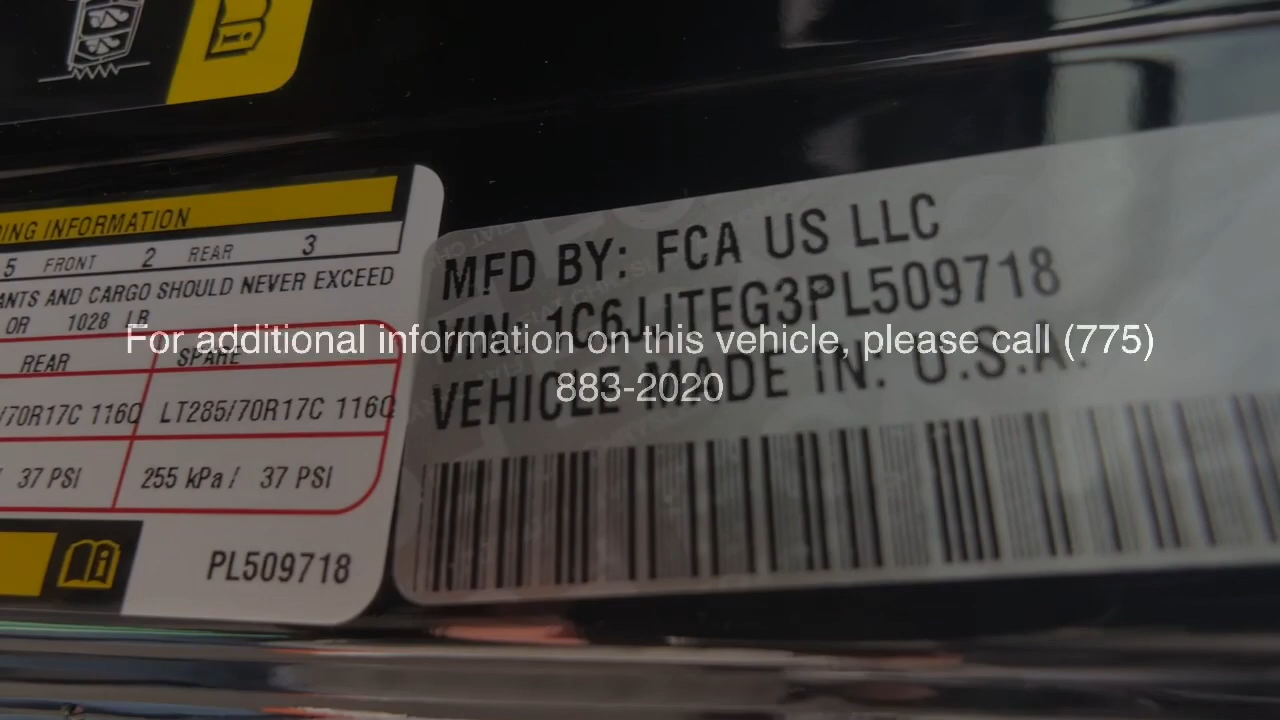 DING INFORMATION
5 FRONT 2 REAR 3
ANTS AND CARGO SHOULD NEVER EXCEED
OR 1028 LB
REAR SPARE
/70R17C 116Q LT285/70R17C 116Q
/ 37 PSI 255 kPa / 37 PSI
PL509718
MFD BY: FCA US LLC
VIN: 1C6JJTEG3PL509718
VEHICLE MADE IN: U.S.A.
For additional information on this vehicle, please call (775)
883-2020